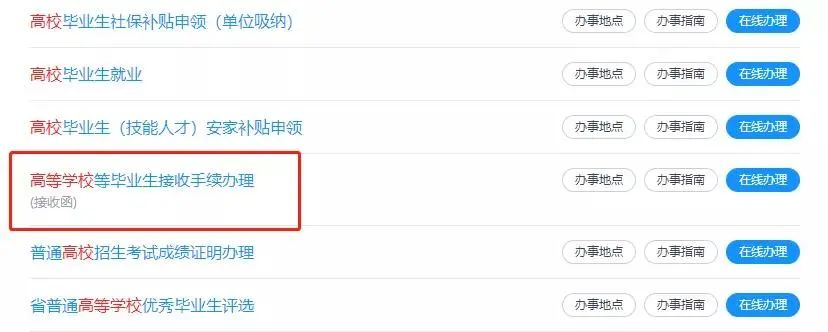 高校毕业生社保补贴申领（单位吸纳） 办事地点 办事指南 在线办理
高校毕业生就业 办事地点 办事指南 在线办理
高校毕业生（技能人才）安家补贴申领 办事地点 办事指南 在线办理
高等学校等毕业生接收手续办理 办事地点 办事指南 在线办理
(接收函)
普通高校招生考试成绩证明办理 办事地点 办事指南 在线办理
省普通高等学校优秀毕业生评选 办事地点 办事指南 在线办理